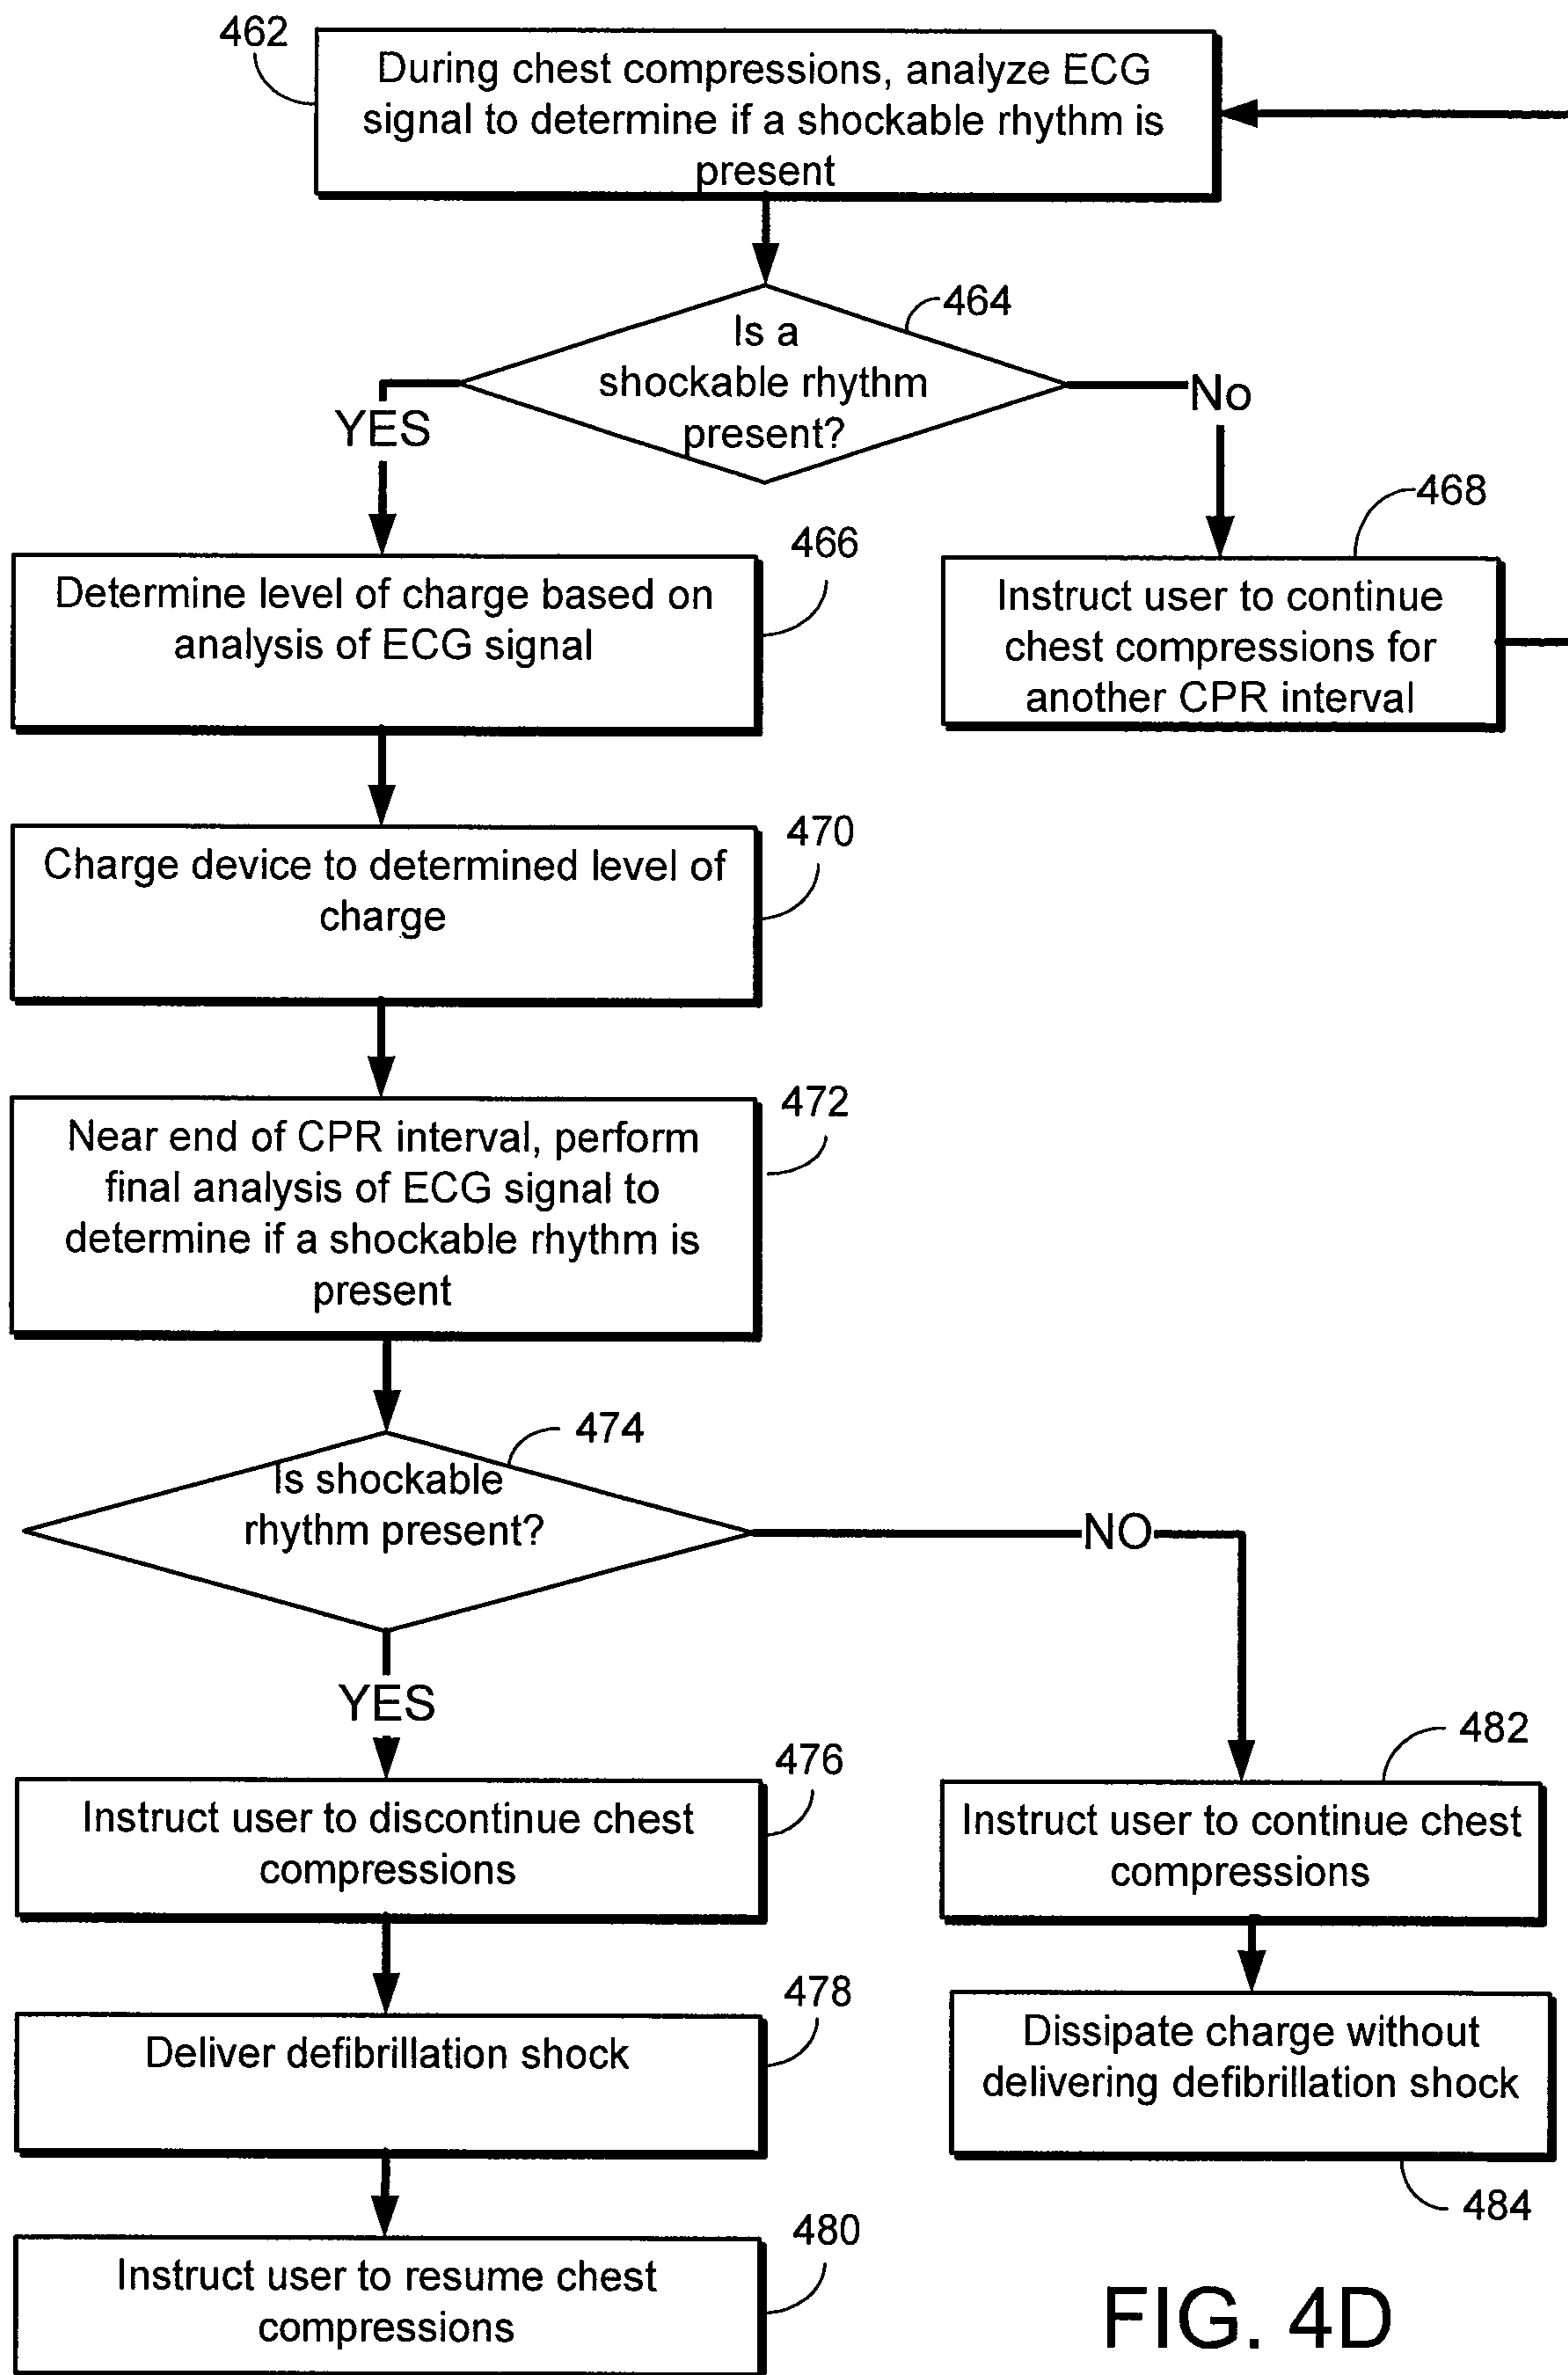 462
During chest compressions, analyze ECG
signal to determine if a shockable rhythm is
present
464
Is a
shockable rhythm
present?
YES
No
466
Determine level of charge based on
analysis of ECG signal
468
Instruct user to continue
chest compressions for
another CPR interval
470
Charge device to determined level of
charge
472
Near end of CPR interval, perform
final analysis of ECG signal to
determine if a shockable rhythm is
present
474
Is shockable
rhythm present?
NO
YES
476
Instruct user to discontinue chest
compressions
482
Instruct user to continue chest
compressions
478
Deliver defibrillation shock
Dissipate charge without
delivering defibrillation shock
484
480
Instruct user to resume chest
compressions
FIG. 4D